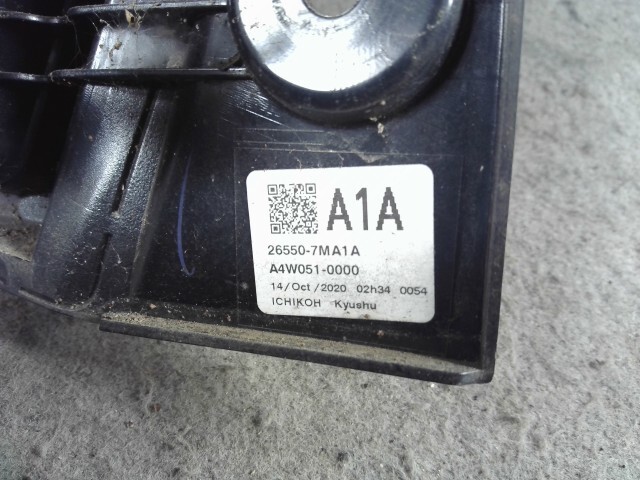 A1A
26550-7MA1A
A4W051-0000
14/Oct/2020 02h34 0054
ICHIKOH Kyushu